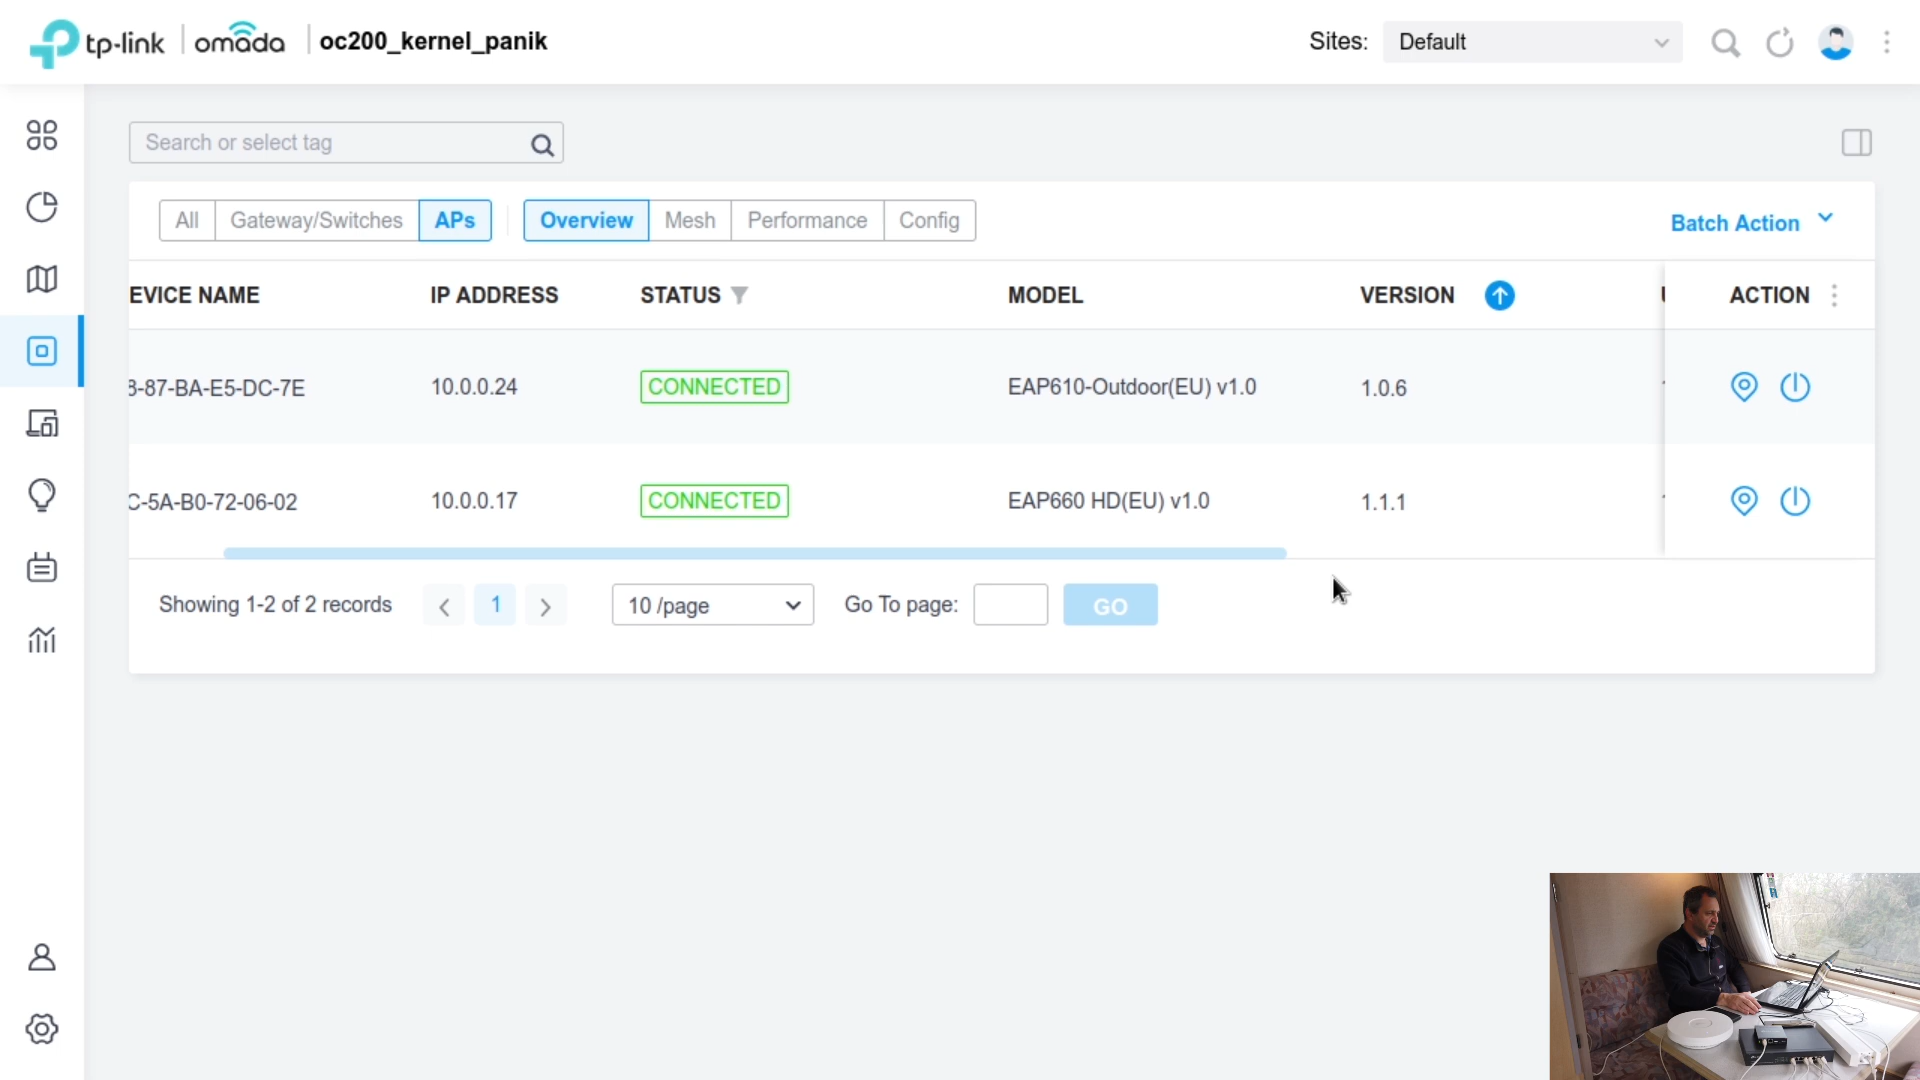 tp-link | omada | oc200_kernel_panik
Sites: Default
Search or select tag
All Gateway/Switches APs Overview Mesh Performance Config Batch Action
EVICE NAME IP ADDRESS STATUS MODEL VERSION ACTION
8-87-BA-E5-DC-7E 10.0.0.24 CONNECTED EAP610-Outdoor(EU) v1.0 1.0.6
C-5A-B0-72-06-02 10.0.0.17 CONNECTED EAP660 HD(EU) v1.0 1.1.1
Showing 1-2 of 2 records 1 10 /page Go To page: GO